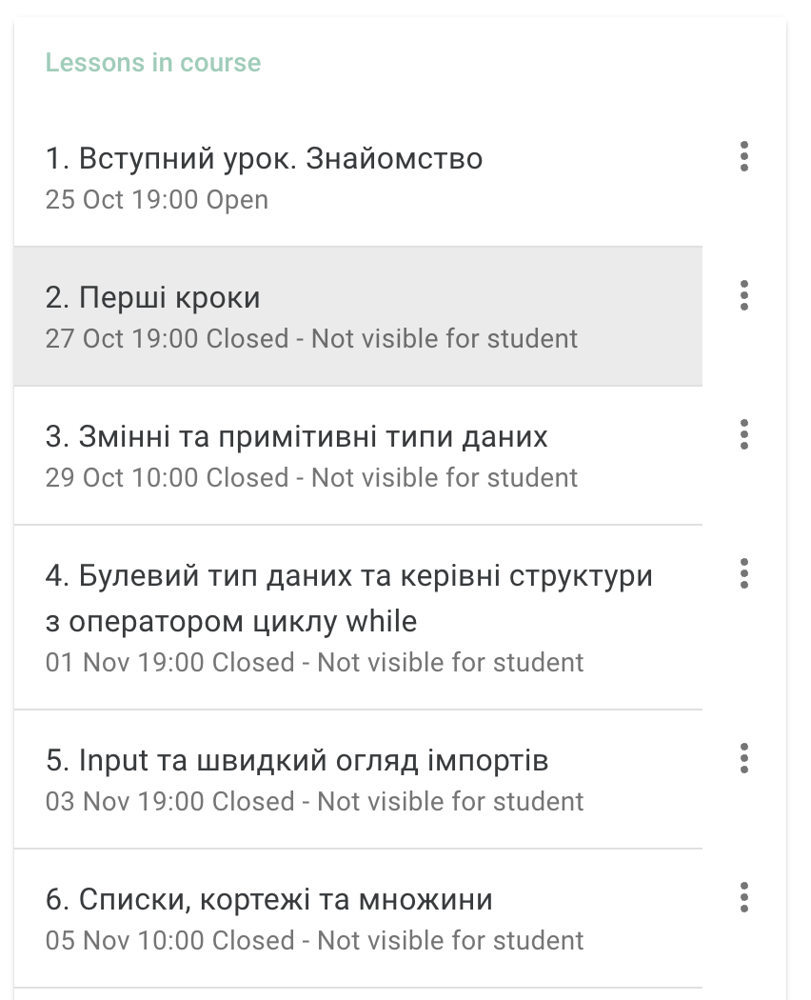 Lessons in course
1. Вступний урок. Знайомство
25 Oct 19:00 Open
2. Перші кроки
27 Oct 19:00 Closed - Not visible for student
3. Змінні та примітивні типи даних
29 Oct 10:00 Closed - Not visible for student
4. Булевий тип даних та керівні структури
з оператором циклу while
01 Nov 19:00 Closed - Not visible for student
5. Input та швидкий огляд імпортів
03 Nov 19:00 Closed - Not visible for student
6. Списки, кортежі та множини
05 Nov 10:00 Closed - Not visible for student